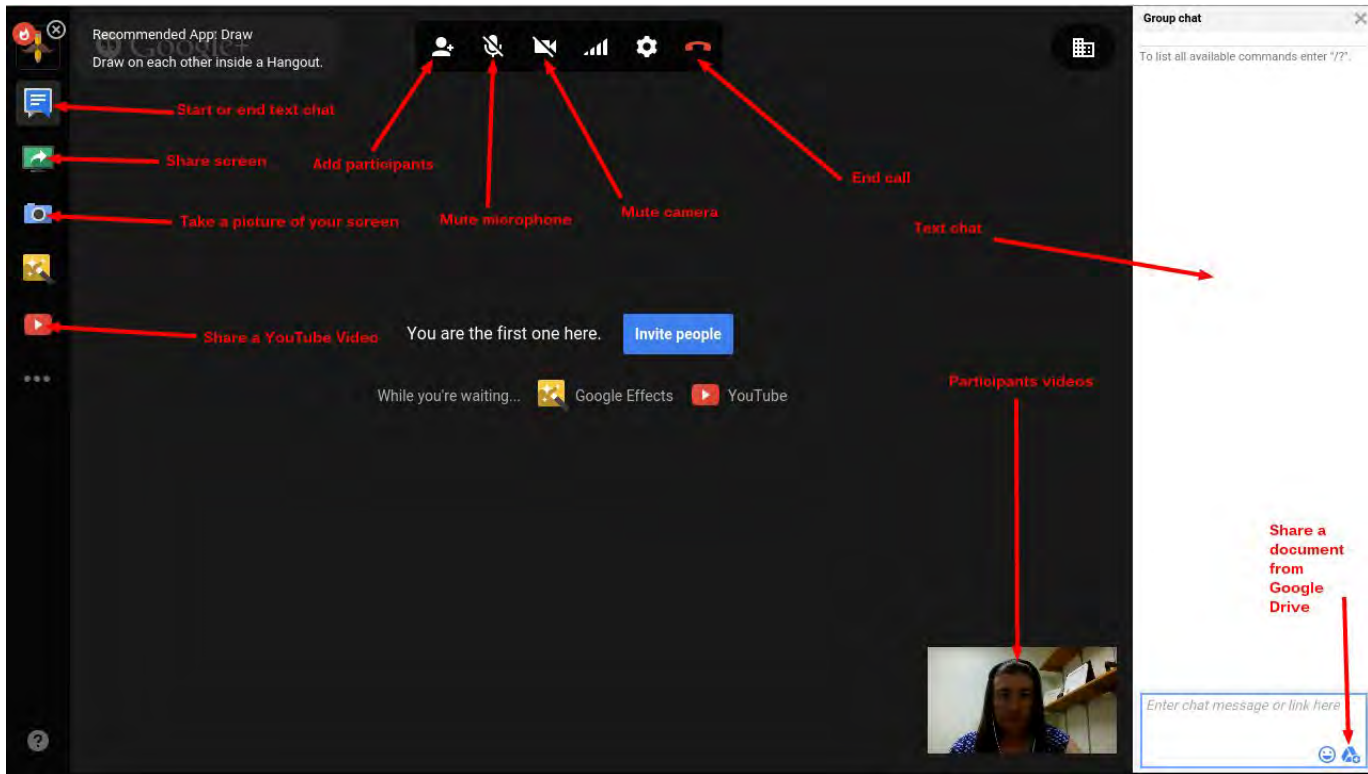 Recommended App: Draw
Google+
Draw on each other inside a Hangout.
Group chat
To list all available commands enter "/?".
Start or end text chat
Share screen
Add participants
End call
Take a picture of your screen
Mute microphone
Mute camera
Text chat
Share a YouTube Video
You are the first one here.
Invite people
While you're waiting...
Google Effects
YouTube
Participants videos
Share a
document
from
Google
Drive
Enter chat message or link here